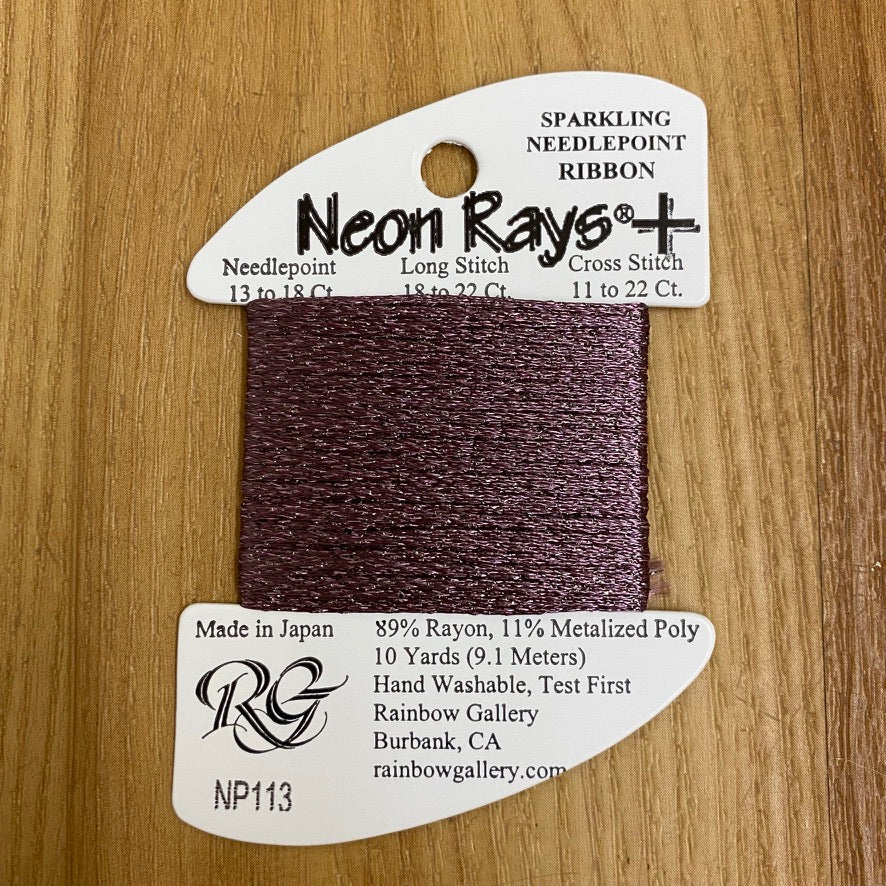 SPARKLING
NEEDLEPOINT
RIBBON
Neon Rays®+
Needlepoint Long Stitch Cross Stitch
13 to 18 Ct. 18 to 22 Ct. 11 to 22 Ct.
Made in Japan
89% Rayon, 11% Metalized Poly
10 Yards (9.1 Meters)
Hand Washable, Test First
Rainbow Gallery
Burbank, CA
rainbowgallery.com
RG
NP113